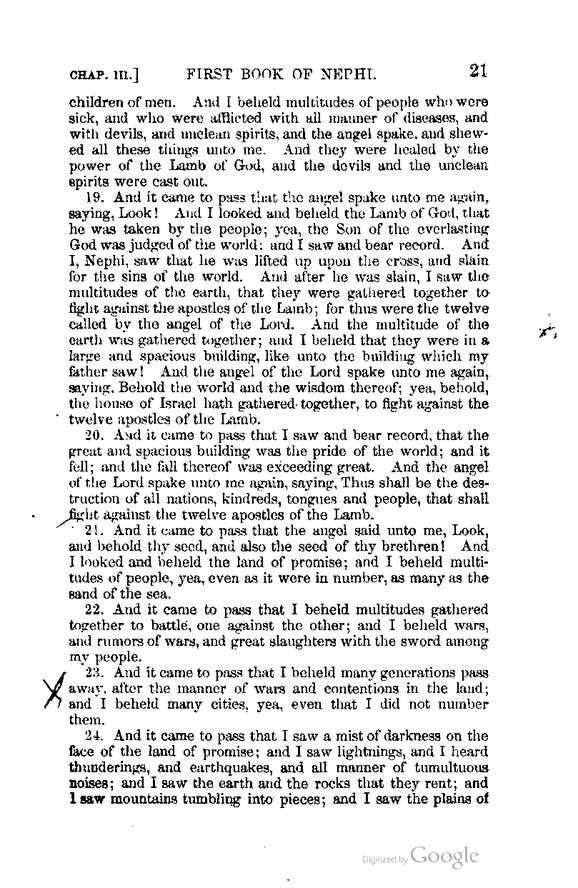 CHAP. III.] FIRST BOOK OF NEPHI. 21
children of men. And I beheld multitudes of people who were
sick, and who were afflicted with all manner of diseases, and
with devils, and unclean spirits, and the angel spake, and shew-
ed all these things unto me. And they were healed by the
power of the Lamb of God, and the devils and the unclean
spirits were cast out.
19. And it came to pass that the angel spake unto me again,
saying, Look! And I looked and beheld the Lamb of God, that
he was taken by the people; yea, the Son of the everlasting
God was judged of the world; and I saw and bear record. And
I, Nephi, saw that he was lifted up upon the cross, and slain
for the sins of the world. And after he was slain, I saw the
multitudes of the earth, that they were gathered together to
fight against the apostles of the Lamb; for thus were the twelve
called by the angel of the Lord. And the multitude of the
earth was gathered together; and I beheld that they were in a
large and spacious building, like unto the building which my
father saw! And the angel of the Lord spake unto me again,
saying, Behold the world and the wisdom thereof; yea, behold,
the house of Israel hath gathered together, to fight against the
twelve apostles of the Lamb.
20. And it came to pass that I saw and bear record, that the
great and spacious building was the pride of the world; and it
fell; and the fall thereof was exceeding great. And the angel
of the Lord spake unto me again, saying, Thus shall be the des-
truction of all nations, kindreds, tongues and people, that shall
fight against the twelve apostles of the Lamb.
21. And it came to pass that the angel said unto me, Look,
and behold thy seed, and also the seed of thy brethren! And
I looked and beheld the land of promise; and I beheld multi-
tudes of people, yea, even as it were in number, as many as the
sand of the sea.
22. And it came to pass that I beheld multitudes gathered
together to battle, one against the other; and I beheld wars,
and rumors of wars, and great slaughters with the sword among
my people.
23. And it came to pass that I beheld many generations pass
away, after the manner of wars and contentions in the land;
and I beheld many cities, yea, even that I did not number
them.
24. And it came to pass that I saw a mist of darkness on the
face of the land of promise; and I saw lightnings, and I heard
thunderings, and earthquakes, and all manner of tumultuous
noises; and I saw the earth and the rocks that they rent; and
I saw mountains tumbling into pieces; and I saw the plains of
Digitized by Google